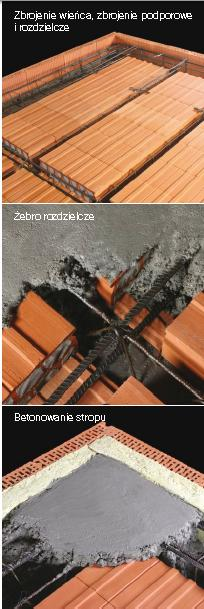 Zbrojenie wieńca, zbrojenie podporowe
i rozdzielcze
Żebro rozdzielcze
Betonowanie stropu